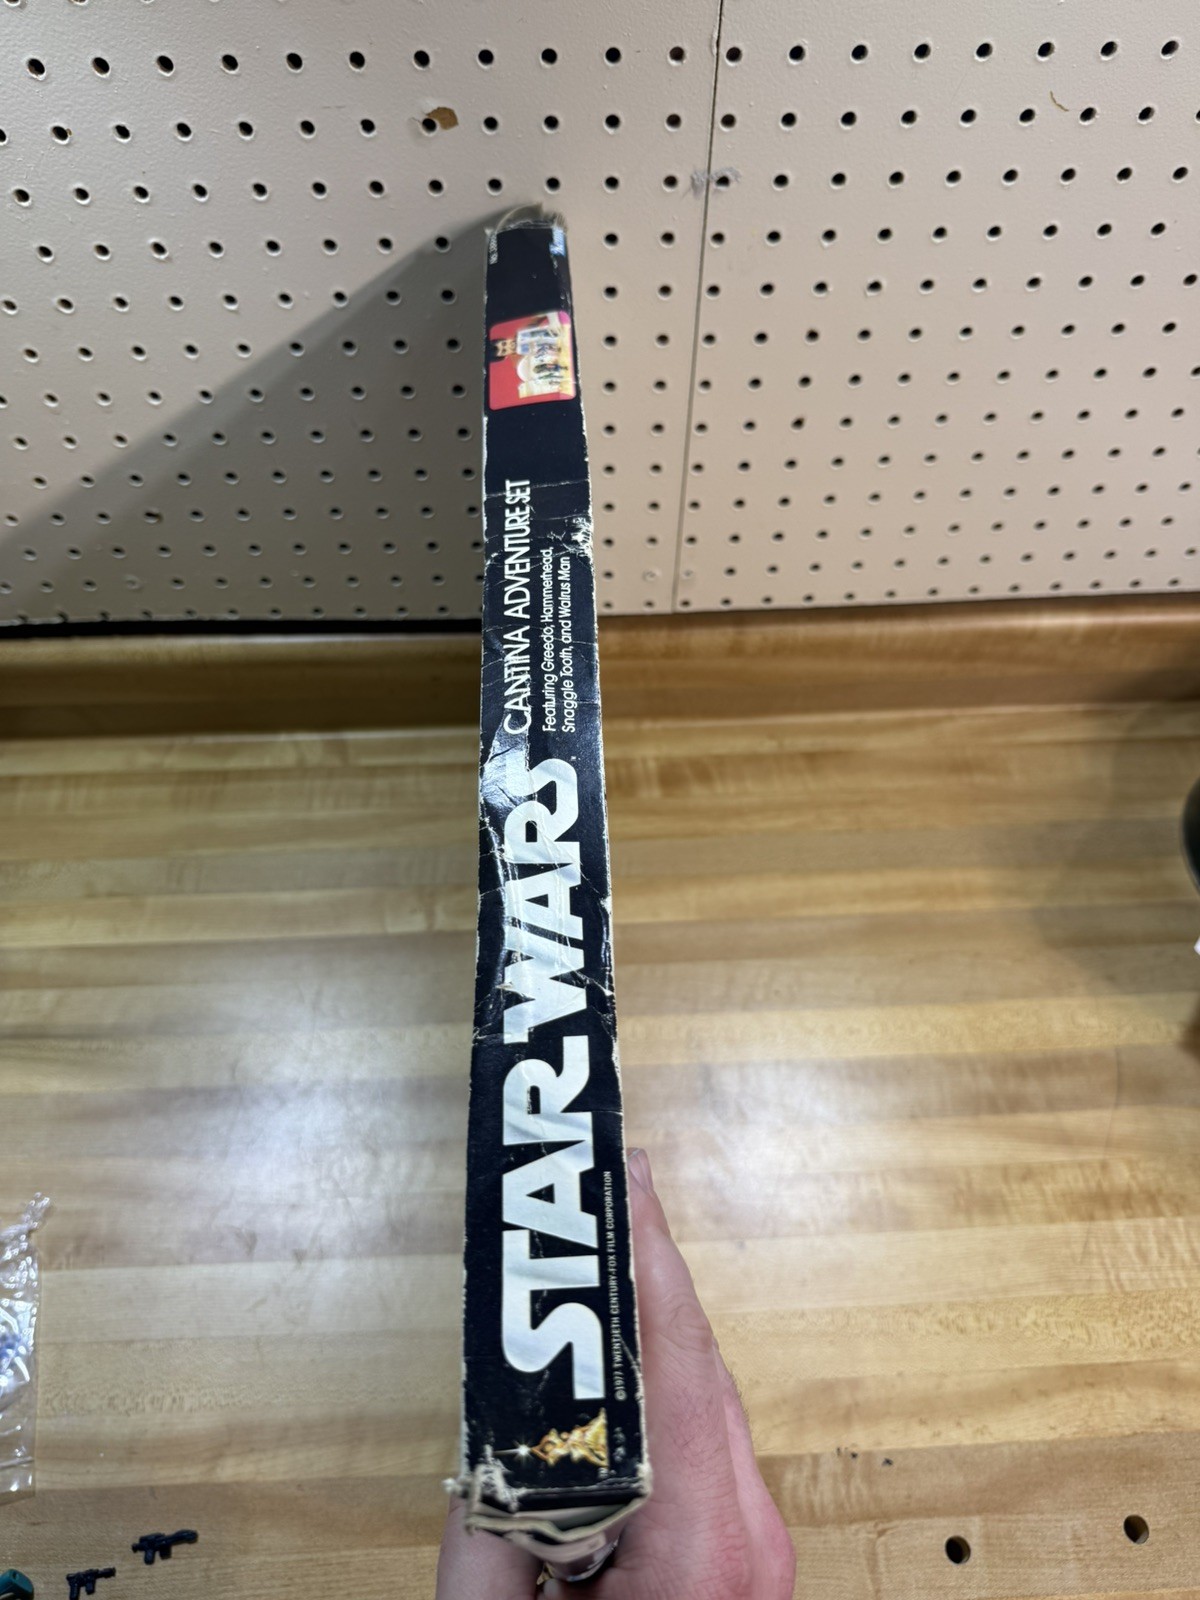 STAR WARS
CANTINA ADVENTURE SET
Featuring Greedo, Hammerhead,
Snaggle Tooth, and Walrus Man
©1977 TWENTIETH CENTURY-FOX FILM CORPORATION